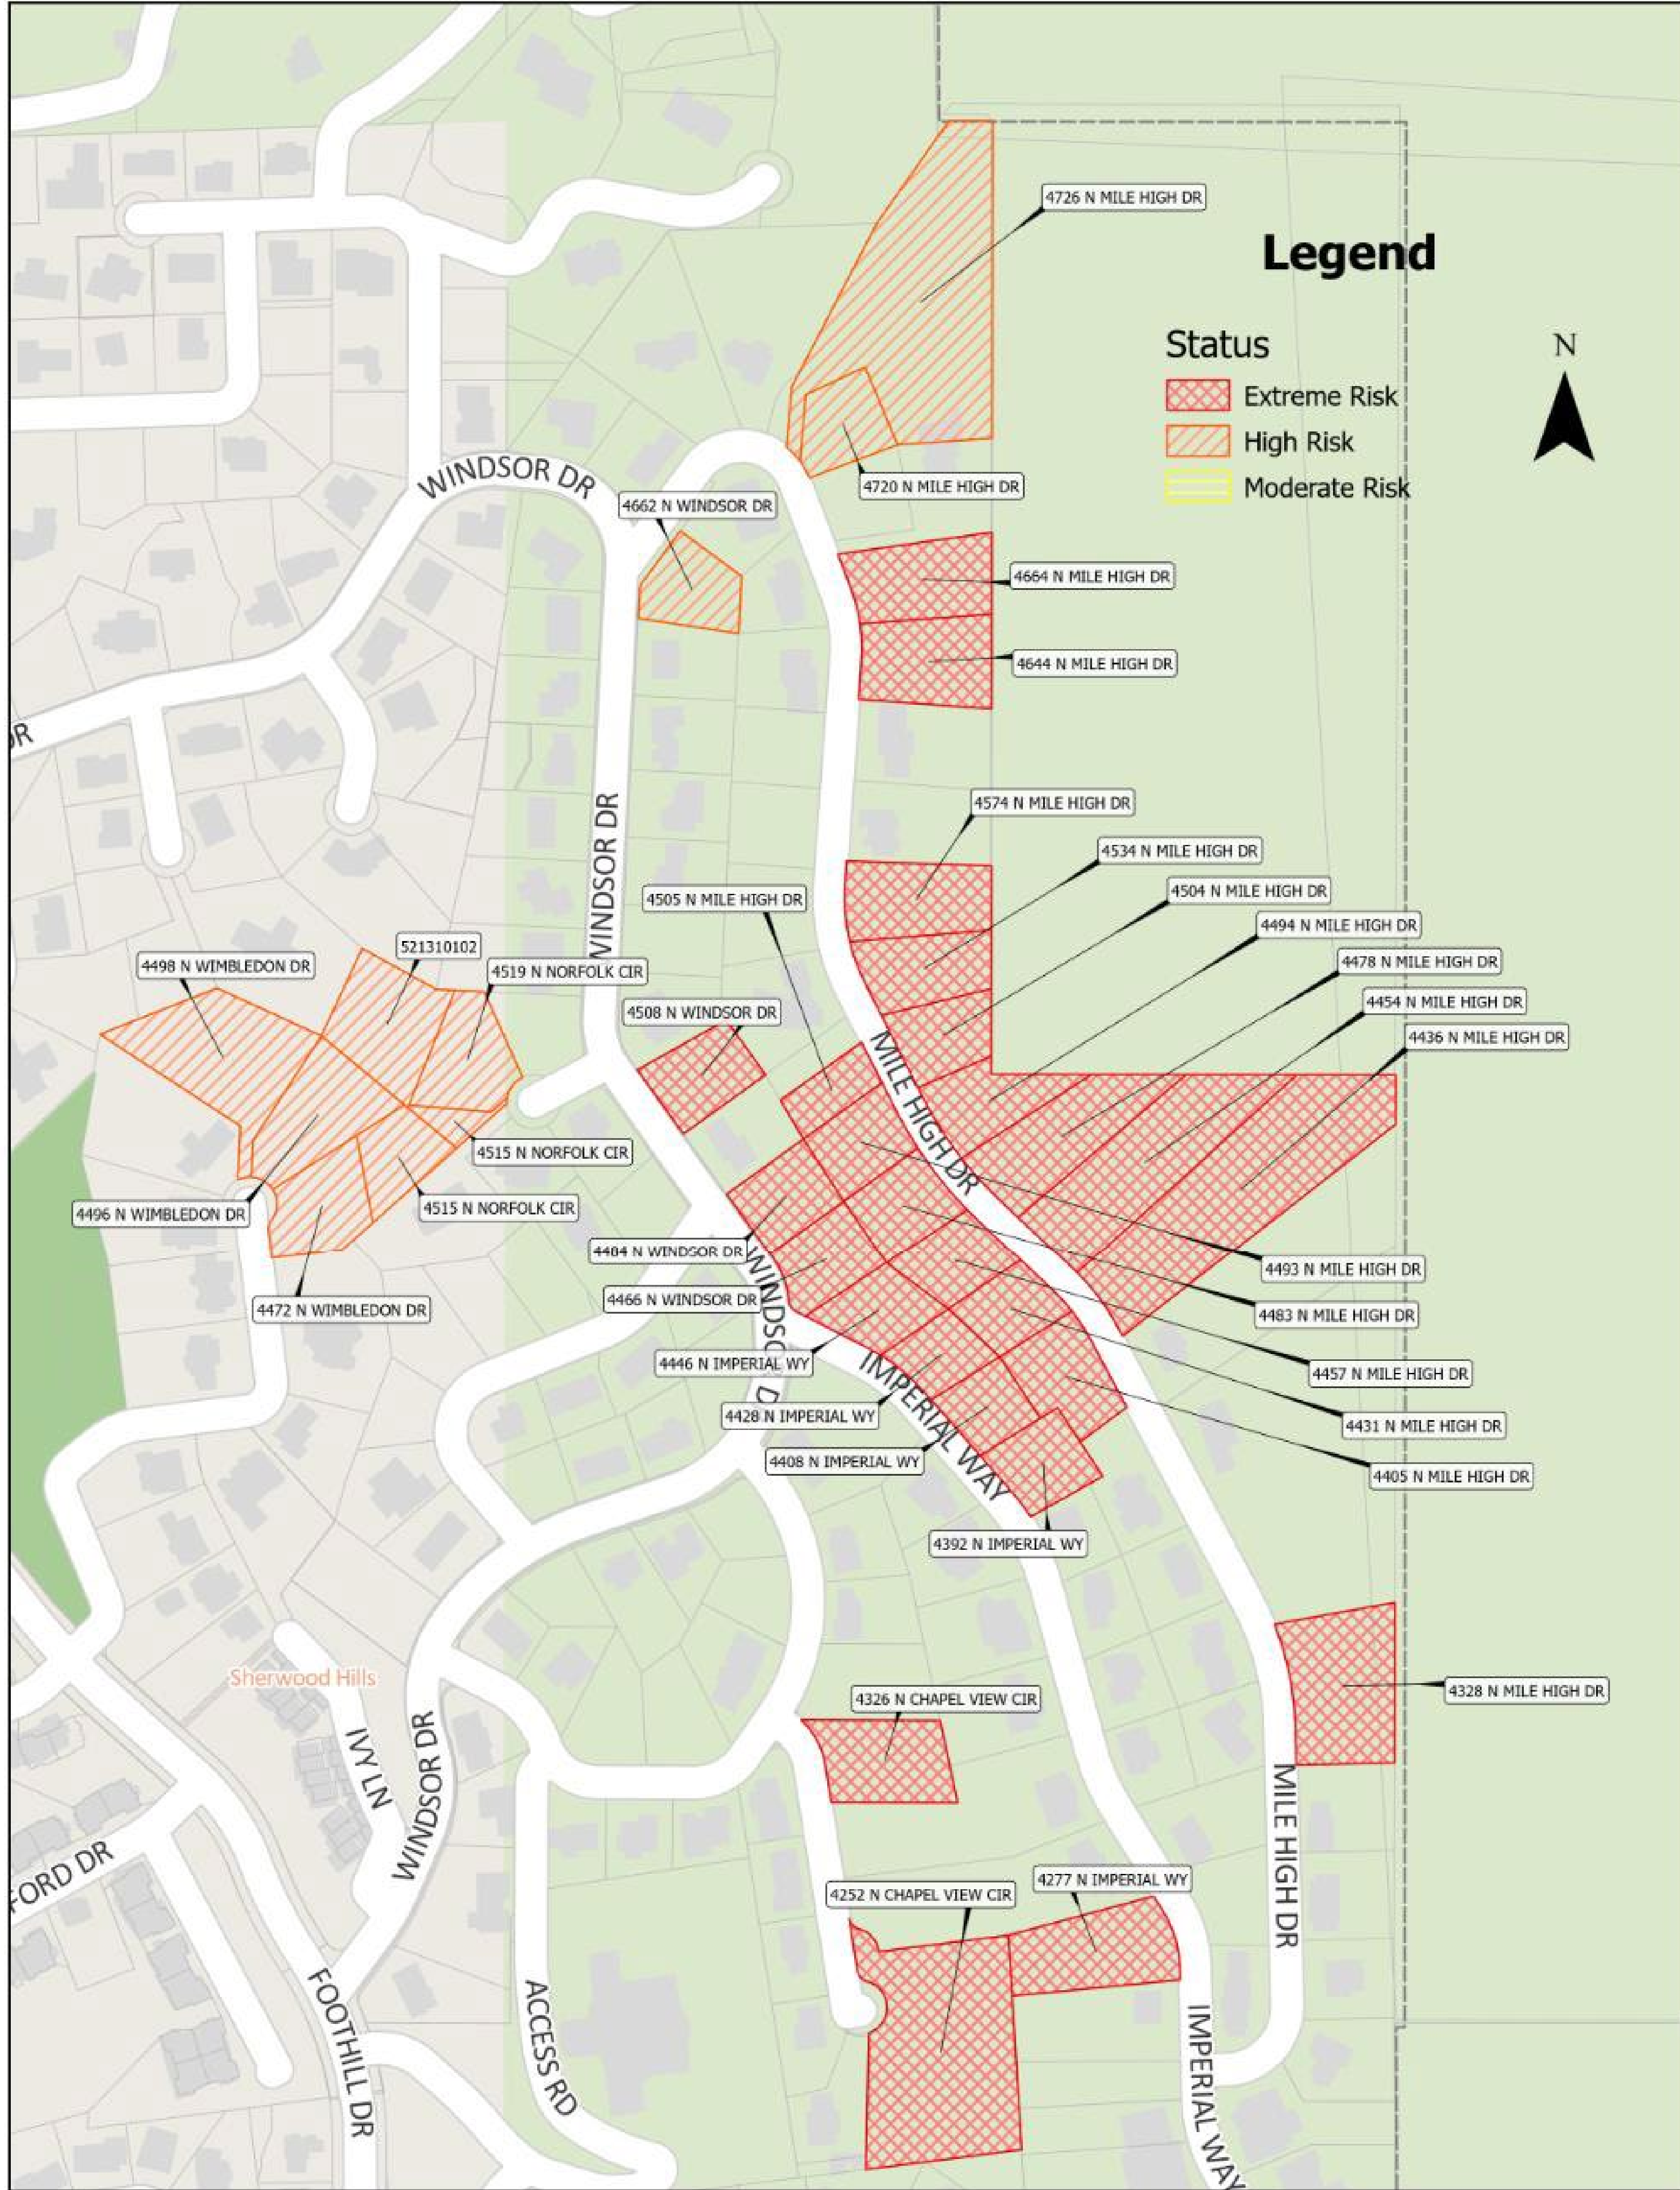 4726 N MILE HIGH DR
Legend
Status
N
Extreme Risk
High Risk
Moderate Risk
WINDSOR DR
4720 N MILE HIGH DR
4662 N WINDSOR DR
4664 N MILE HIGH DR
4644 N MILE HIGH DR
DR
4574 N MILE HIGH DR
WINDSOR DR
4534 N MILE HIGH DR
4504 N MILE HIGH DR
4505 N MILE HIGH DR
4494 N MILE HIGH DR
521310102
4498 N WIMBLEDON DR
4519 N NORFOLK CIR
4478 N MILE HIGH DR
4454 N MILE HIGH DR
4508 N WINDSOR DR
4436 N MILE HIGH DR
MILE HIGH DR
4515 N NORFOLK CIR
4496 N WIMBLEDON DR
4515 N NORFOLK CIR
4484 N WINDSOR DR
4493 N MILE HIGH DR
4466 N WINDSOR DR
WINDSOR D
4472 N WIMBLEDON DR
4483 N MILE HIGH DR
4446 N IMPERIAL WY
4457 N MILE HIGH DR
4428 N IMPERIAL WY
IMPERIAL WAY
4431 N MILE HIGH DR
4408 N IMPERIAL WY
4405 N MILE HIGH DR
4392 N IMPERIAL WY
Sherwood Hills
4326 N CHAPEL VIEW CIR
4328 N MILE HIGH DR
IVY LN
WINDSOR DR
MILE HIGH DR
FORD DR
4277 N IMPERIAL WY
4252 N CHAPEL VIEW CIR
FOOTHILL DR
ACCESS RD
IMPERIAL WAY